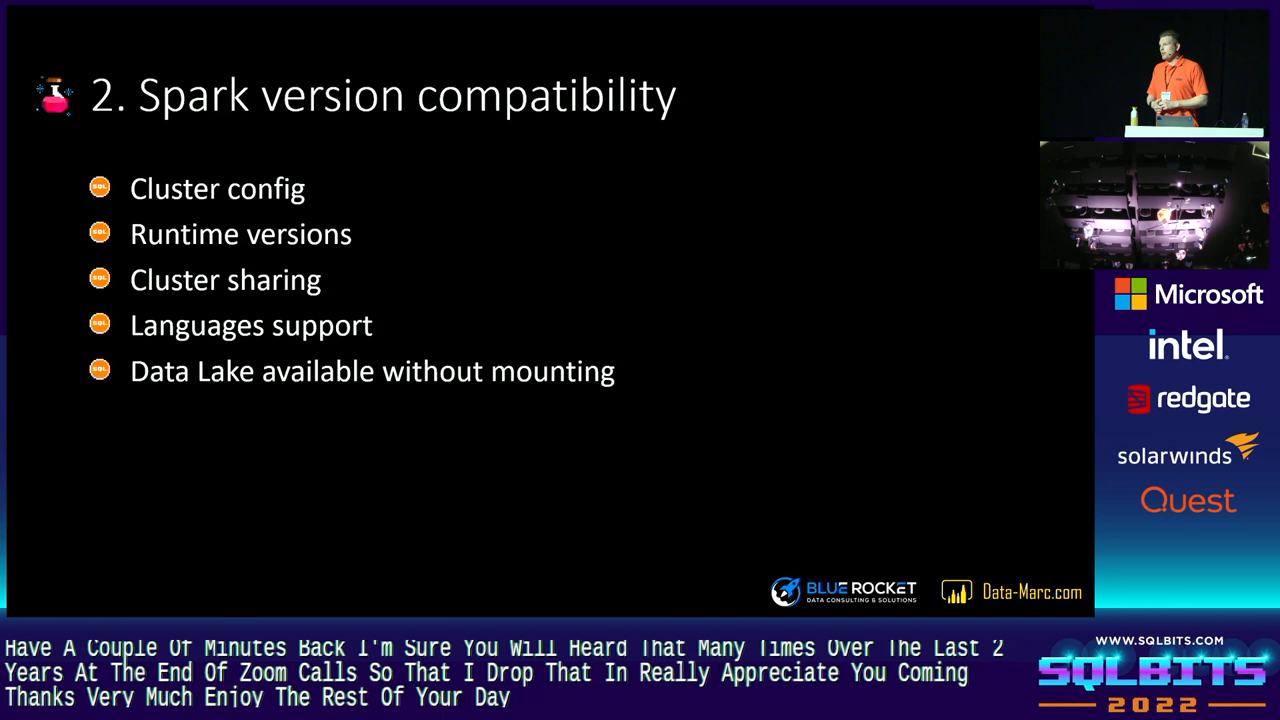 2. Spark version compatibility
Cluster config
Runtime versions
Cluster sharing
Languages support
Data Lake available without mounting
BLUE ROCKET
DATA CONSULTING & SOLUTIONS
Data-Marc.com
Microsoft
intel.
redgate
solarwinds
Quest
WWW.SQLBITS.COM
SQLBITS
2022
Have A Couple Of Minutes Back I'm Sure You Will Heard That Many Times Over The Last 2
Years At The End Of Zoom Calls So That I Drop That In Really Appreciate You Coming
Thanks Very Much Enjoy The Rest Of Your Day